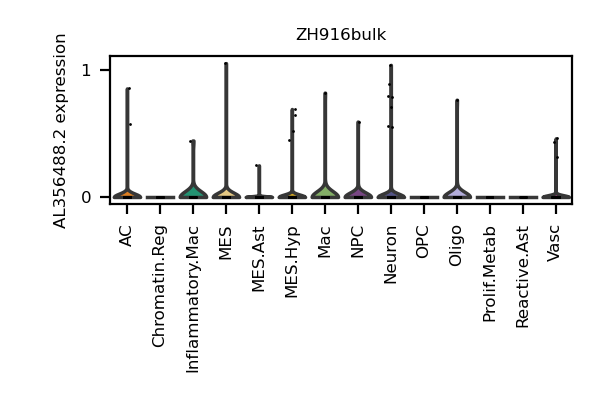 ZH916bulk
AL356488.2 expression
1
0
AC
Chromatin.Reg
Inflammatory.Mac
MES
MES.Ast
MES.Hyp
Mac
NPC
Neuron
OPC
Oligo
Prolif.Metab
Reactive.Ast
Vasc